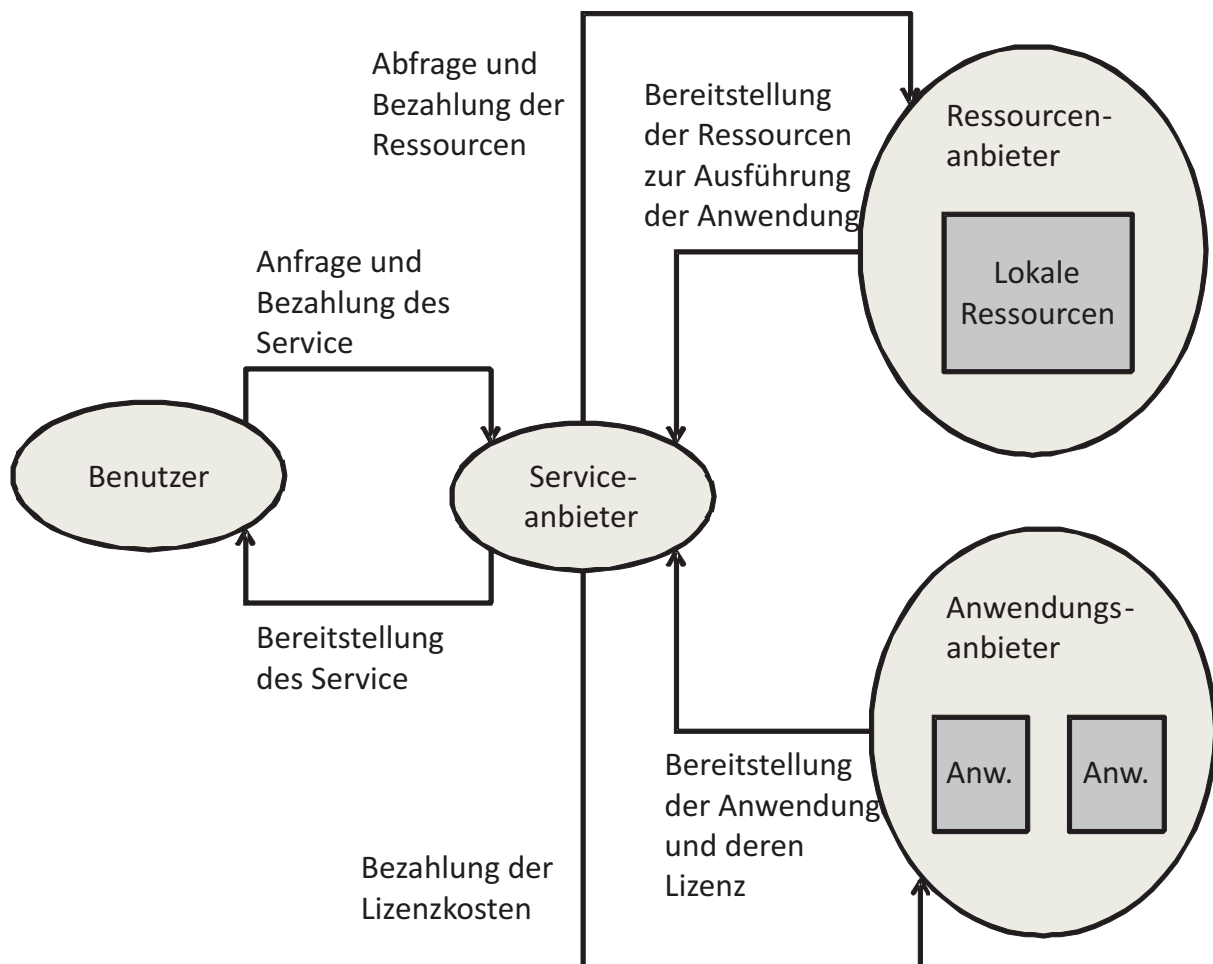 Abfrage und
Bezahlung der
Ressourcen
Bereitstellung
der Ressourcen
zur Ausführung
der Anwendung
Ressourcen-
anbieter
Lokale
Ressourcen
Anfrage und
Bezahlung des
Service
Benutzer
Service-
anbieter
Bereitstellung
des Service
Anwendungs-
anbieter
Anw.
Anw.
Bereitstellung
der Anwendung
und deren
Lizenz
Bezahlung der
Lizenzkosten